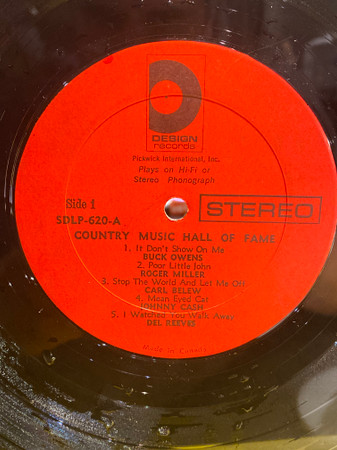 D
DESIGN
records
Pickwick International, Inc.
Plays on Hi-Fi or
Stereo Phonograph
Side 1
SDLP-620-A
STEREO
COUNTRY MUSIC HALL OF FAME
1. It Don't Show On Me
BUCK OWENS
2. Poor Little John
ROGER MILLER
3. Stop The World And Let Me Off
CARL BELEW
4. Mean Eyed Cat
JOHNNY CASH
5. I Watched You Walk Away
DEL REEVES
Made in Canada